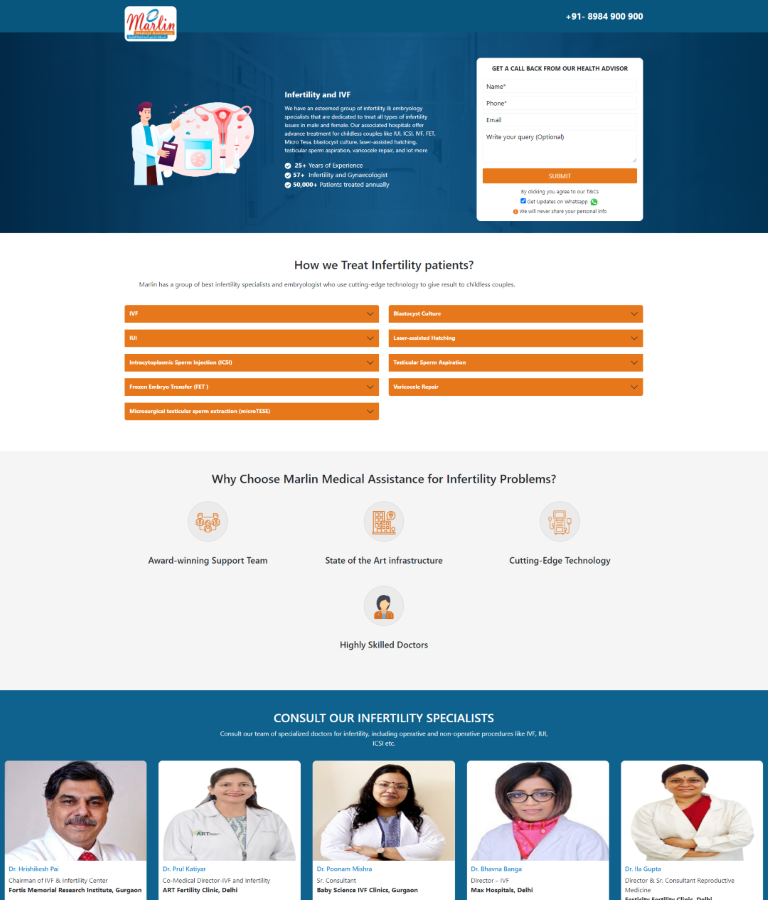 Marlin
+91- 8984 900 900
Infertility and IVF
We have an esteemed group of infertility & embryology
specialists that are dedicated to treat all types of infertility
issues in male and female. Our associated hospitals offer
advance treatment for childless couples like IUI, ICSI, IVF, FET,
Micro Tesa, blastocyst culture, laser-assisted hatching,
testicular sperm aspiration, varicocele repair, and lot more
25+ Years of Experience
57+ Infertility and Gynaecologist
50,000+ Patients treated annually
GET A CALL BACK FROM OUR HEALTH ADVISOR
Name*
Phone*
Email
Write your query (Optional)
SUBMIT
By clicking you agree to our T&Cs
Get Updates on Whatsapp
We will never share your personal info
How we Treat Infertility patients?
Marlin has a group of best infertility specialists and embryologist who use cutting-edge technology to give result to childless couples.
IVF
Blastocyst Culture
IUI
Laser-assisted Hatching
Intracytoplasmic Sperm Injection (ICSI)
Testicular Sperm Aspiration
Frozen Embryo Transfer (FET )
Varicocele Repair
Microsurgical testicular sperm extraction (microTESE)
Why Choose Marlin Medical Assistance for Infertility Problems?
Award-winning Support Team
State of the Art infrastructure
Cutting-Edge Technology
Highly Skilled Doctors
CONSULT OUR INFERTILITY SPECIALISTS
Consult our team of specialized doctors for infertility, including operative and non-operative procedures like IVF, IUI,
ICSI etc.
Dr. Hrishikesh Pai
Chairman of IVF & Infertility Center
Fortis Memorial Research Institute, Gurgaon
Dr. Prul Katiyar
Co-Medical Director-IVF and Infertility
ART Fertility Clinic, Delhi
Dr. Poonam Mishra
Sr. Consultant
Baby Science IVF Clinics, Gurgaon
Dr. Bhavna Banga
Director – IVF
Max Hospitals, Delhi
Dr. Ila Gupta
Director & Sr. Consultant Reproductive
Medicine